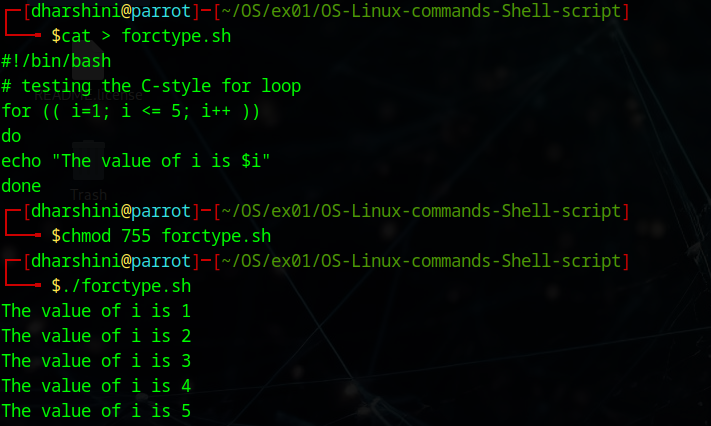 ┌─[dharshini@parrot]─[~/OS/ex01/OS-Linux-commands-Shell-script]
└──╼ $cat > forctype.sh
#!/bin/bash
# testing the C-style for loop
for (( i=1; i <= 5; i++ ))
do
echo "The value of i is $i"
done
Trash
┌─[dharshini@parrot]─[~/OS/ex01/OS-Linux-commands-Shell-script]
└──╼ $chmod 755 forctype.sh
┌─[dharshini@parrot]─[~/OS/ex01/OS-Linux-commands-Shell-script]
└──╼ $./forctype.sh
The value of i is 1
The value of i is 2
The value of i is 3
The value of i is 4
The value of i is 5